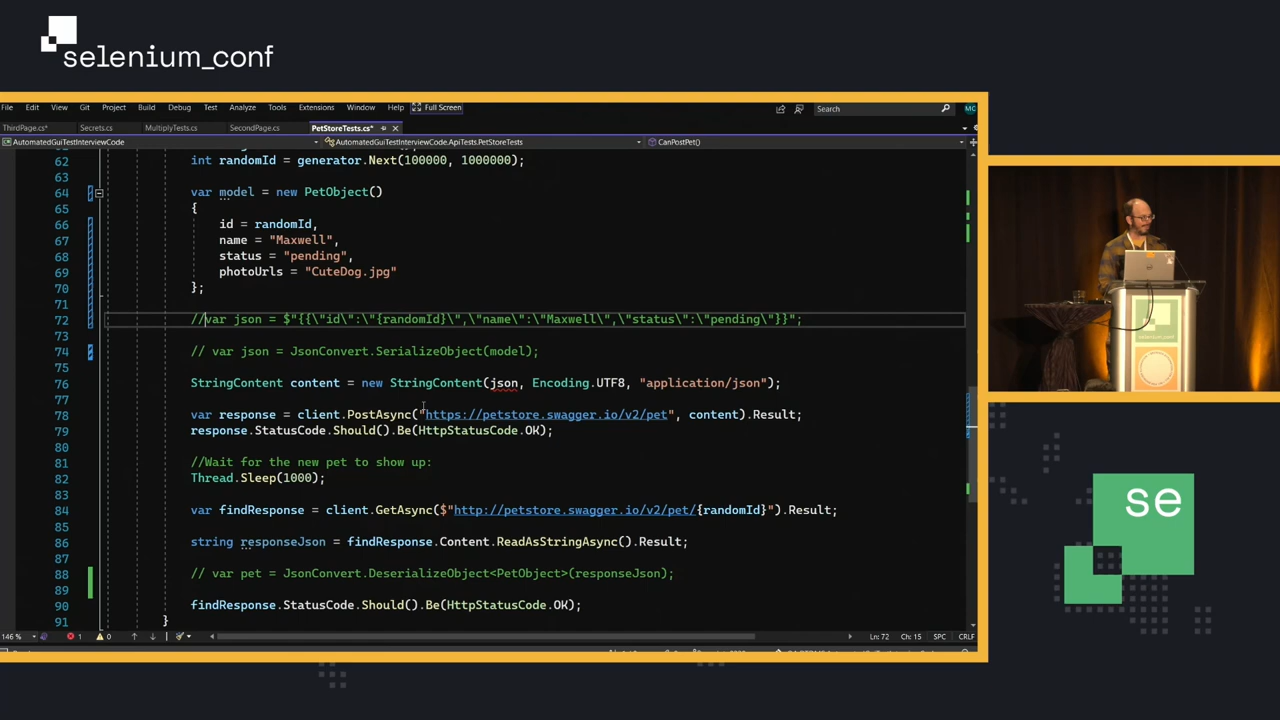 selenium_conf
File Edit View Git Project Build Debug Test Analyze Tools Extensions Window Help Full Screen Search MC
ThirdPage.cs* Secrets.cs MultiplyTests.cs SecondPage.cs PetStoreTests.cs*
AutomatedGuiTestInterviewCode AutomatedGuiTestInterviewCode.ApiTests.PetStoreTests CanPostPet()
62 int randomId = generator.Next(100000, 1000000);
63
64 var model = new PetObject()
65 {
66 id = randomId,
67 name = "Maxwell",
68 status = "pending",
69 photoUrls = "CuteDog.jpg"
70 };
71
72 //var json = $"{{\"id\":\"{randomId}\",\"name\":\"Maxwell\",\"status\":\"pending\"}}";
73
74 // var json = JsonConvert.SerializeObject(model);
75
76 StringContent content = new StringContent(json, Encoding.UTF8, "application/json");
77
78 var response = client.PostAsync("https://petstore.swagger.io/v2/pet", content).Result;
79 response.StatusCode.Should().Be(HttpStatusCode.OK);
80
81 //Wait for the new pet to show up:
82 Thread.Sleep(1000);
83
84 var findResponse = client.GetAsync($"http://petstore.swagger.io/v2/pet/{randomId}").Result;
85
86 string responseJson = findResponse.Content.ReadAsStringAsync().Result;
87
88 // var pet = JsonConvert.DeserializeObject<PetObject>(responseJson);
89
90 findResponse.StatusCode.Should().Be(HttpStatusCode.OK);
91 }
146 % 1 0 Ln: 72 Ch: 15 SPC CRLF
se